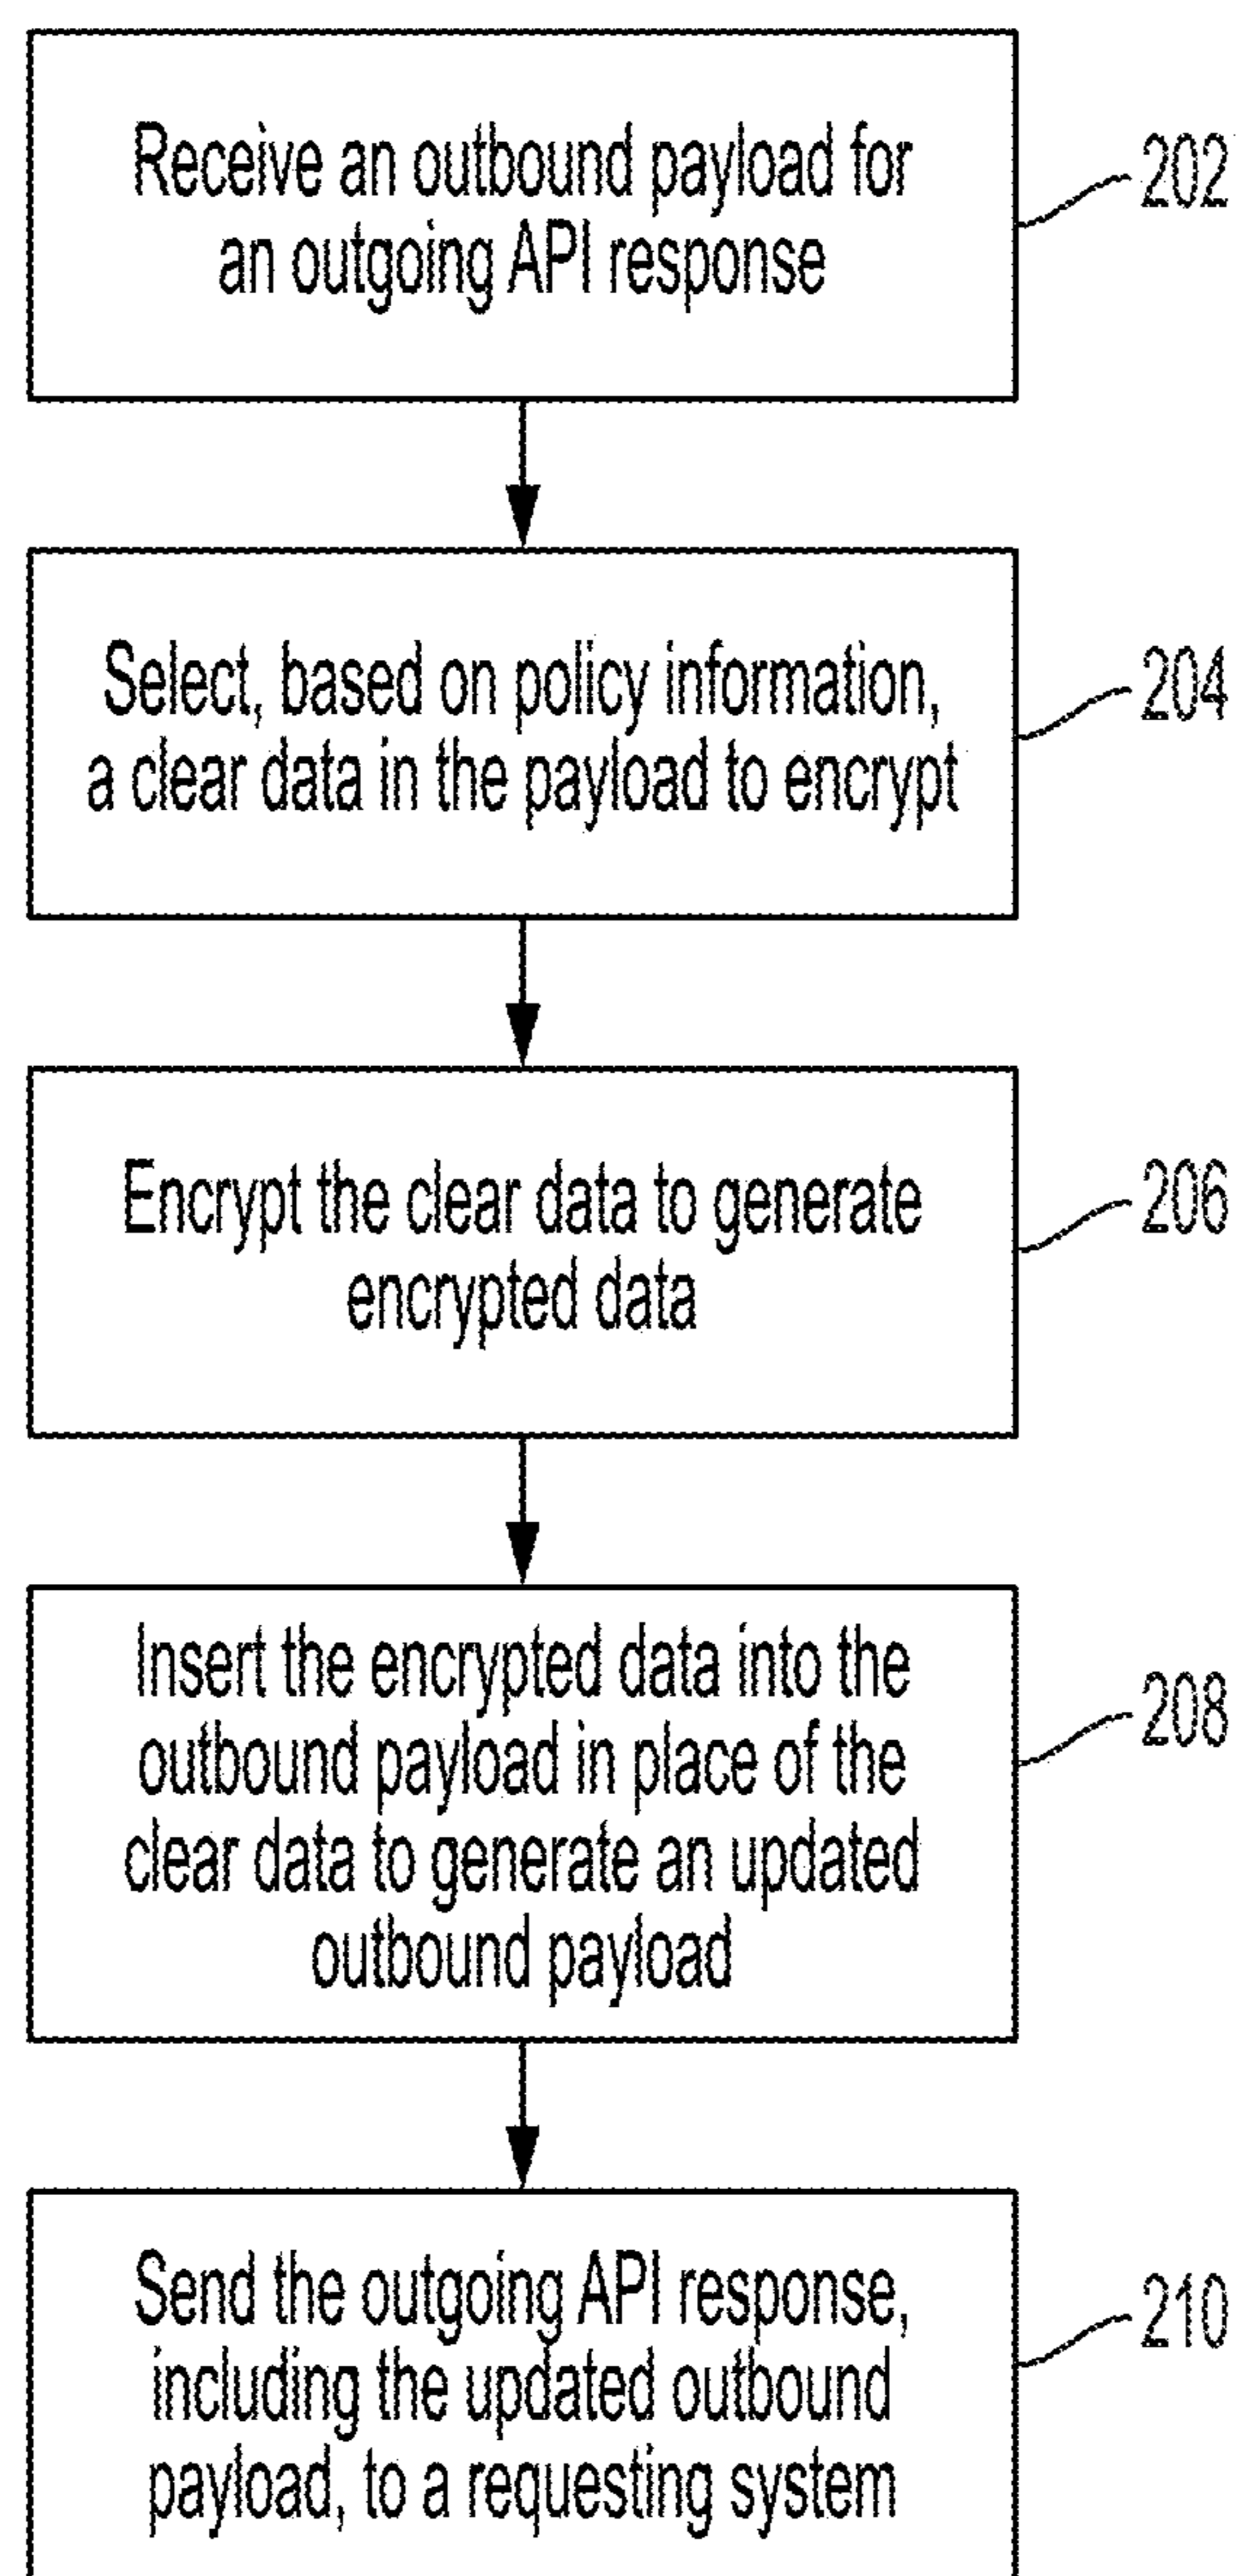 Receive an outbound payload for
an outgoing API response
202
Select, based on policy information,
a clear data in the payload to encrypt
204
Encrypt the clear data to generate
encrypted data
206
Insert the encrypted data into the
outbound payload in place of the
clear data to generate an updated
outbound payload
208
Send the outgoing API response,
including the updated outbound
payload, to a requesting system
210